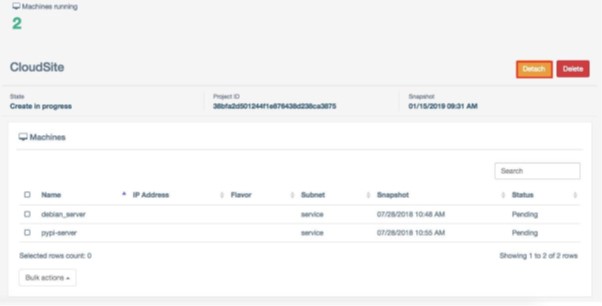 Machines running
2
CloudSite
Detach Delete
State Project ID Snapshot
Create in progress 38bfa2d501244f1e876438d238ca3875 01/15/2019 09:31 AM
Machines
Search
Name IP Address Flavor Subnet Snapshot Status
debian_server service 07/28/2018 10:48 AM Pending
pypi-server service 07/28/2018 10:55 AM Pending
Selected rows count: 0 Showing 1 to 2 of 2 rows
Bulk actions